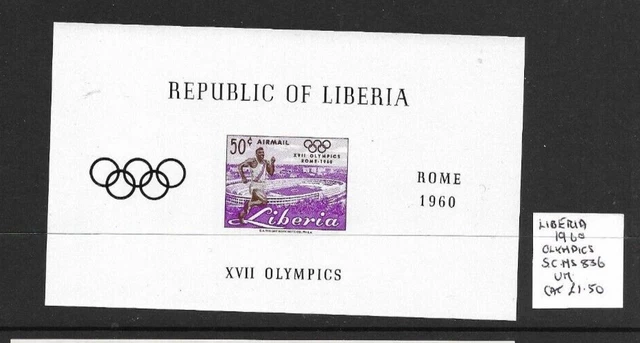 REPUBLIC OF LIBERIA
50¢ AIRMAIL
XVII OLYMPICS
ROME-1960
Liberia
ROME
1960
XVII OLYMPICS
LIBERIA
1960
OLYMPICS
S.C MS 836
UM
CAT £1.50